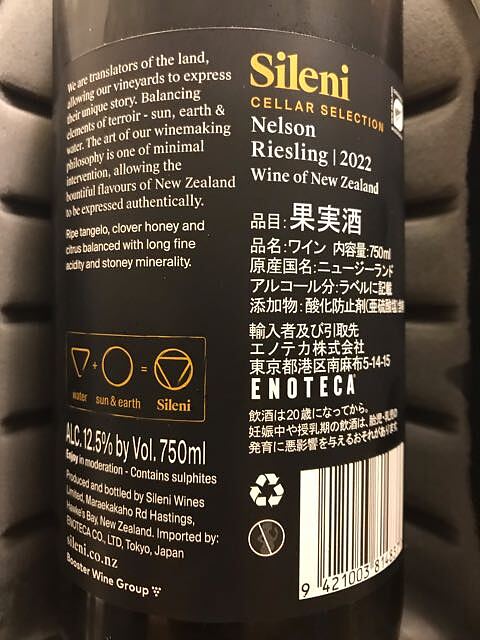 We are translators of the land,
allowing our vineyards to express
their unique story. Balancing
elements of terroir - sun, earth &
water. The art of our winemaking
philosophy is one of minimal
intervention, allowing the
bountiful flavours of New Zealand
to be expressed authentically.
Ripe tangelo, clover honey and
citrus balanced with long fine
acidity and stoney minerality.
+ =
water sun & earth Sileni
ALC. 12.5% by Vol. 750ml
Enjoy in moderation - Contains sulphites
Produced and bottled by Sileni Wines
Limited, Maraekakaho Rd Hastings,
Hawke's Bay, New Zealand. Imported by:
ENOTECA CO, LTD, Tokyo, Japan
sileni.co.nz
Booster Wine Group
Sileni
CELLAR SELECTION
Nelson
Riesling | 2022
Wine of New Zealand
品目:果実酒
品名:ワイン 内容量:750ml
原産国名:ニュージーランド
アルコール分:ラベルに記載
添加物:酸化防止剤(亜硫酸塩)
輸入者及び引取先
エノテカ株式会社
東京都港区南麻布5-14-15
ENOTECA
飲酒は20歳になってから。
妊娠中や授乳期の飲酒は、胎児・乳児の
発育に悪影響を与えるおそれがあります
9 421003 8146